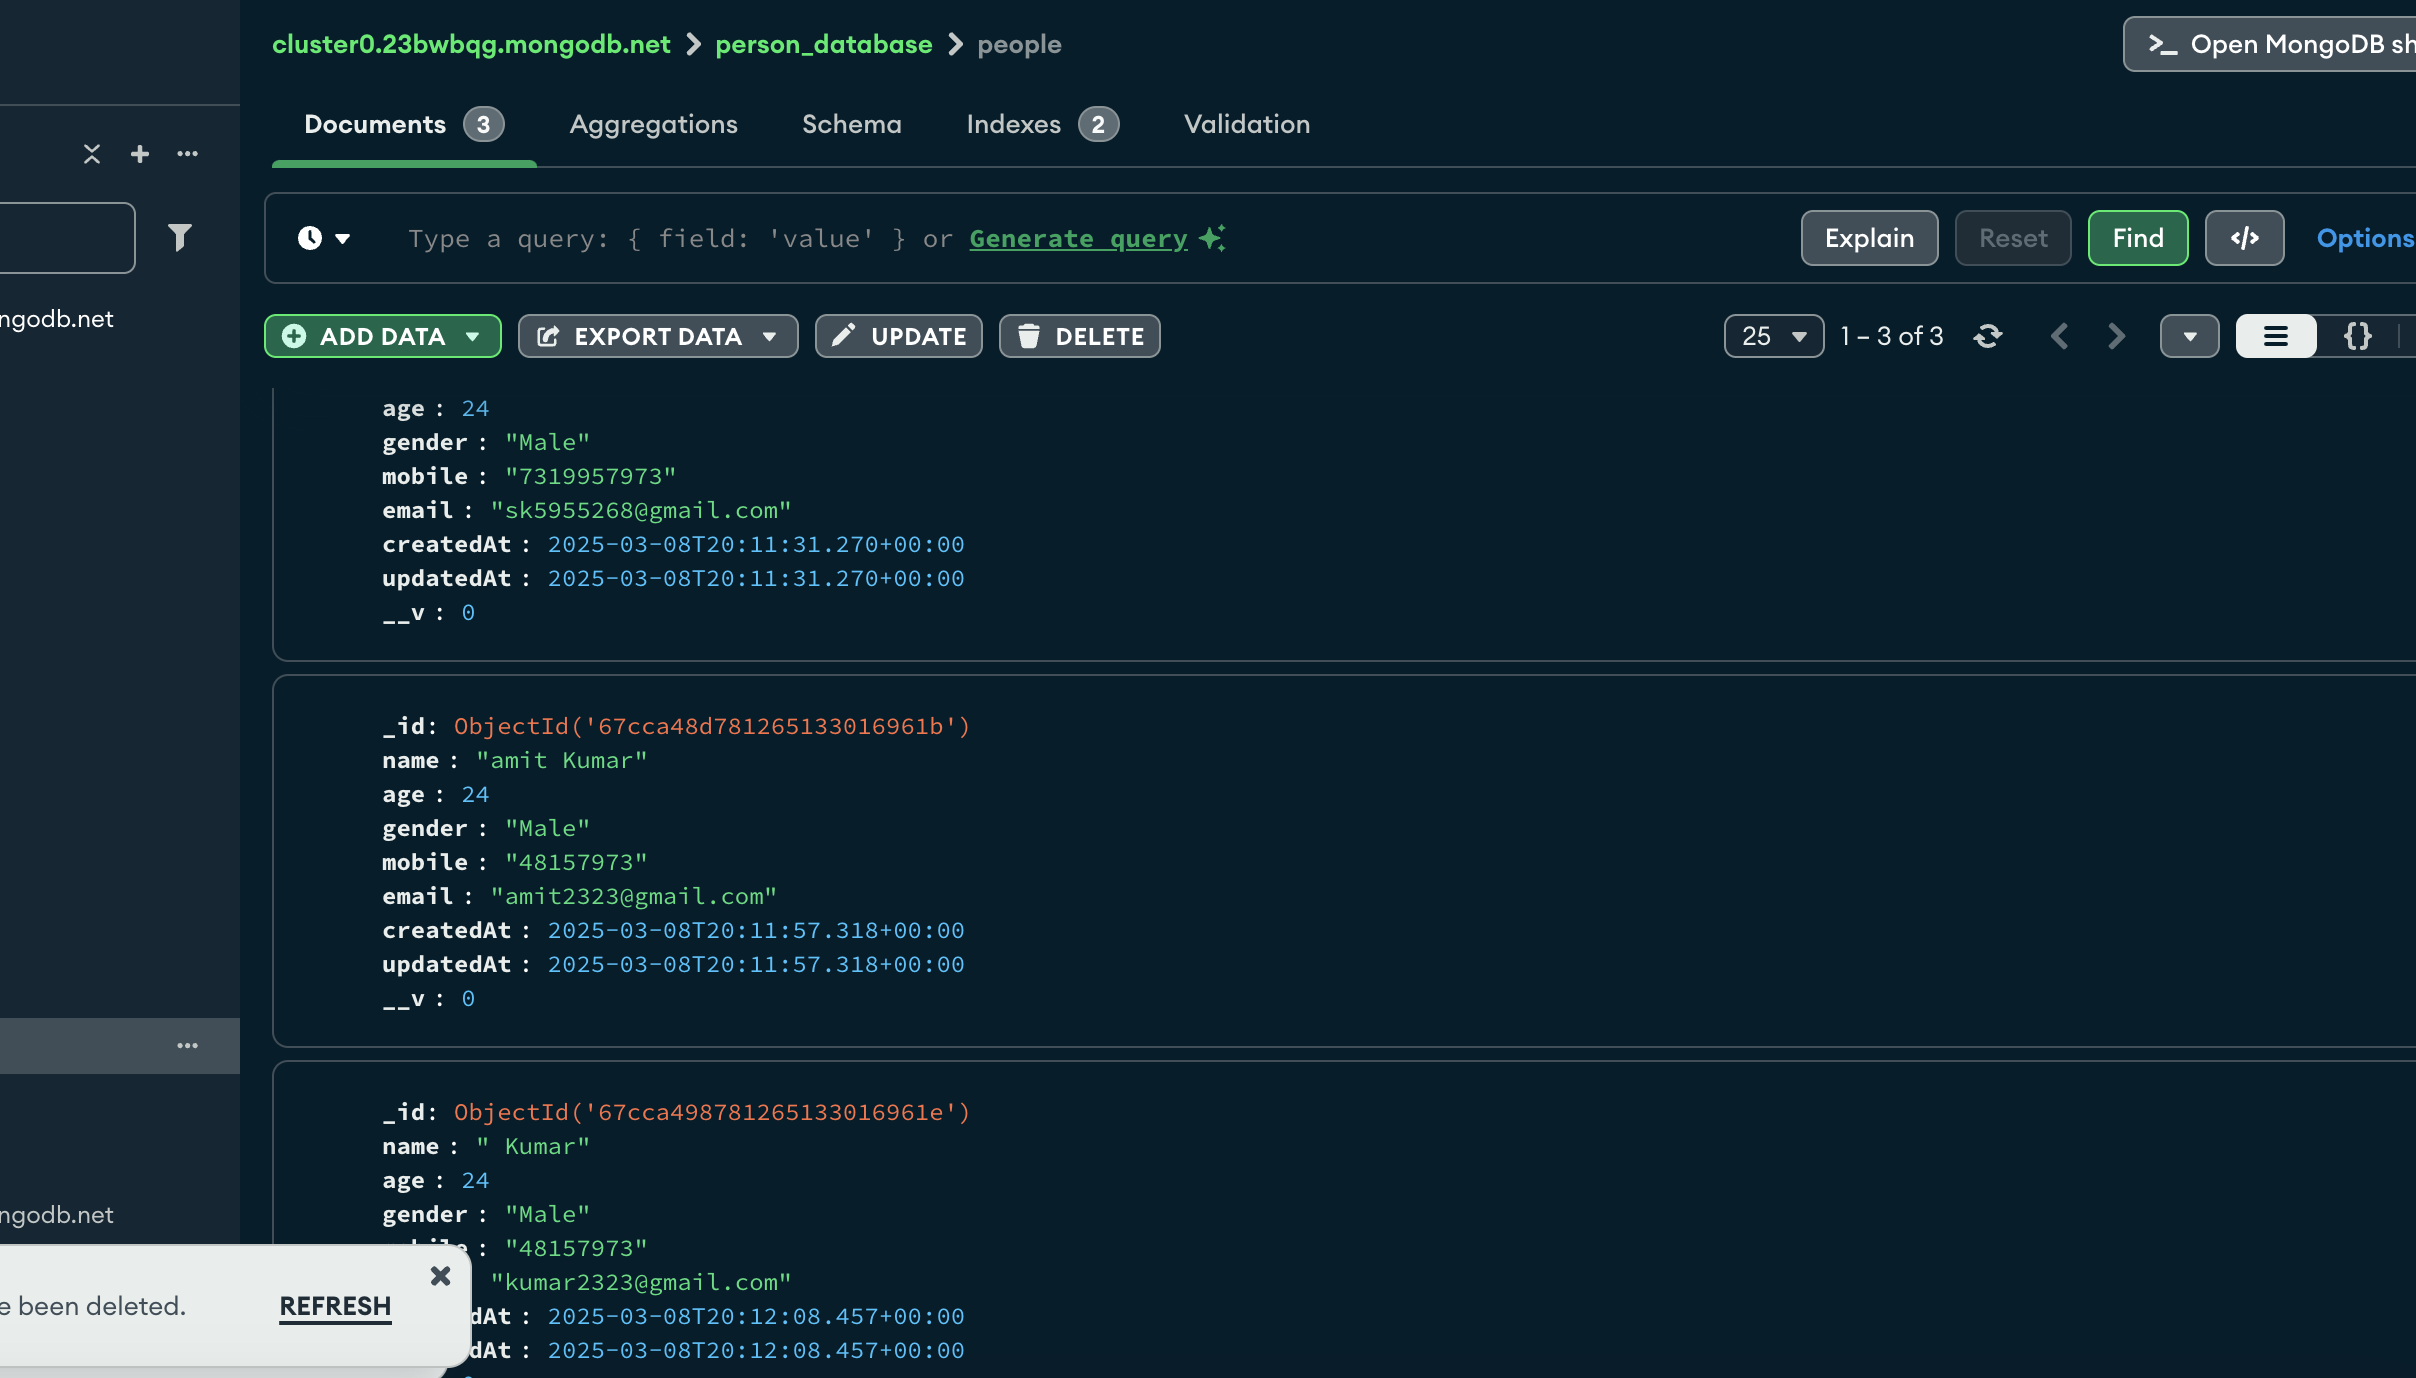 cluster0.23bwbqg.mongodb.net > person_database > people
>_ Open MongoDB sh
Documents 3 Aggregations Schema Indexes 2 Validation
Type a query: { field: 'value' } or Generate query
Explain Reset Find </> Options
ngodb.net
ADD DATA EXPORT DATA UPDATE DELETE
25 1 – 3 of 3 {}
age : 24
gender : "Male"
mobile : "7319957973"
email : "sk5955268@gmail.com"
createdAt : 2025-03-08T20:11:31.270+00:00
updatedAt : 2025-03-08T20:11:31.270+00:00
__v : 0
_id: ObjectId('67cca48d781265133016961b')
name : "amit Kumar"
age : 24
gender : "Male"
mobile : "48157973"
email : "amit2323@gmail.com"
createdAt : 2025-03-08T20:11:57.318+00:00
updatedAt : 2025-03-08T20:11:57.318+00:00
__v : 0
_id: ObjectId('67cca498781265133016961e')
name : " Kumar"
age : 24
gender : "Male"
ngodb.net
: "48157973"
"kumar2323@gmail.com"
e been deleted. REFRESH
dAt : 2025-03-08T20:12:08.457+00:00
dAt : 2025-03-08T20:12:08.457+00:00